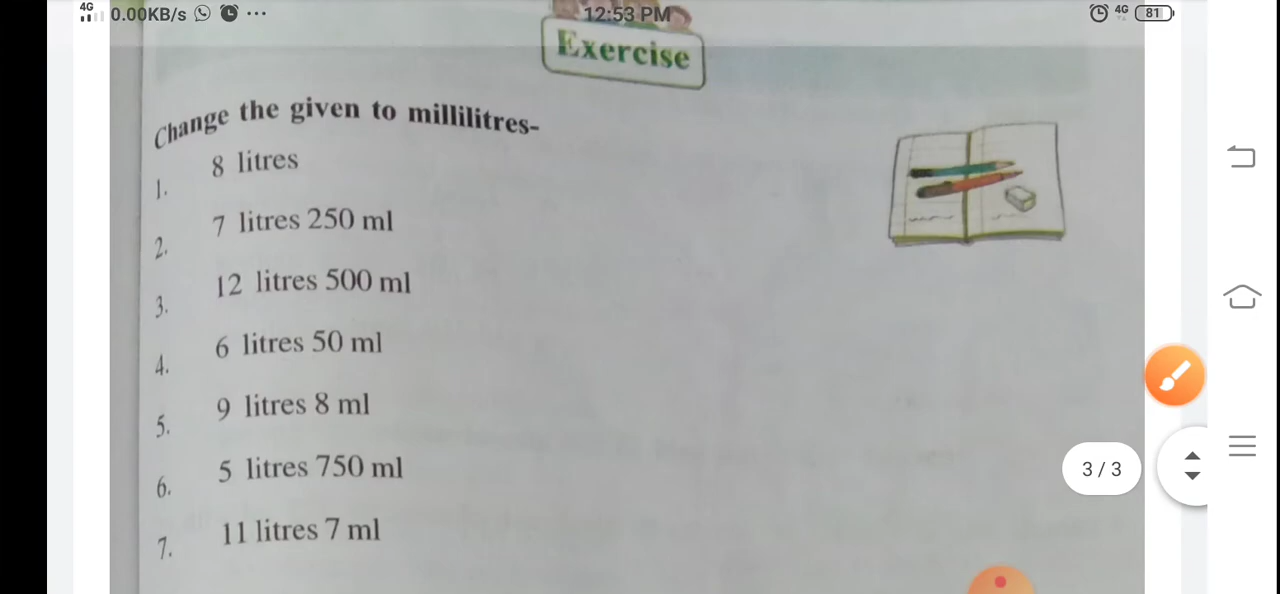 4G 0.00KB/s 12:53 PM 4G 81
Exercise
Change the given to millilitres-
1. 8 litres
2. 7 litres 250 ml
3. 12 litres 500 ml
4. 6 litres 50 ml
5. 9 litres 8 ml
6. 5 litres 750 ml
7. 11 litres 7 ml
3 / 3